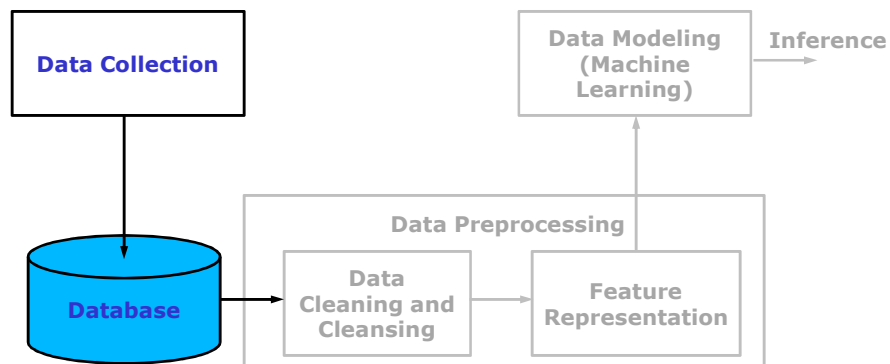 Data Collection
Data Modeling
(Machine
Learning)
Inference
Data Preprocessing
Database
Data
Cleaning and
Cleansing
Feature
Representation